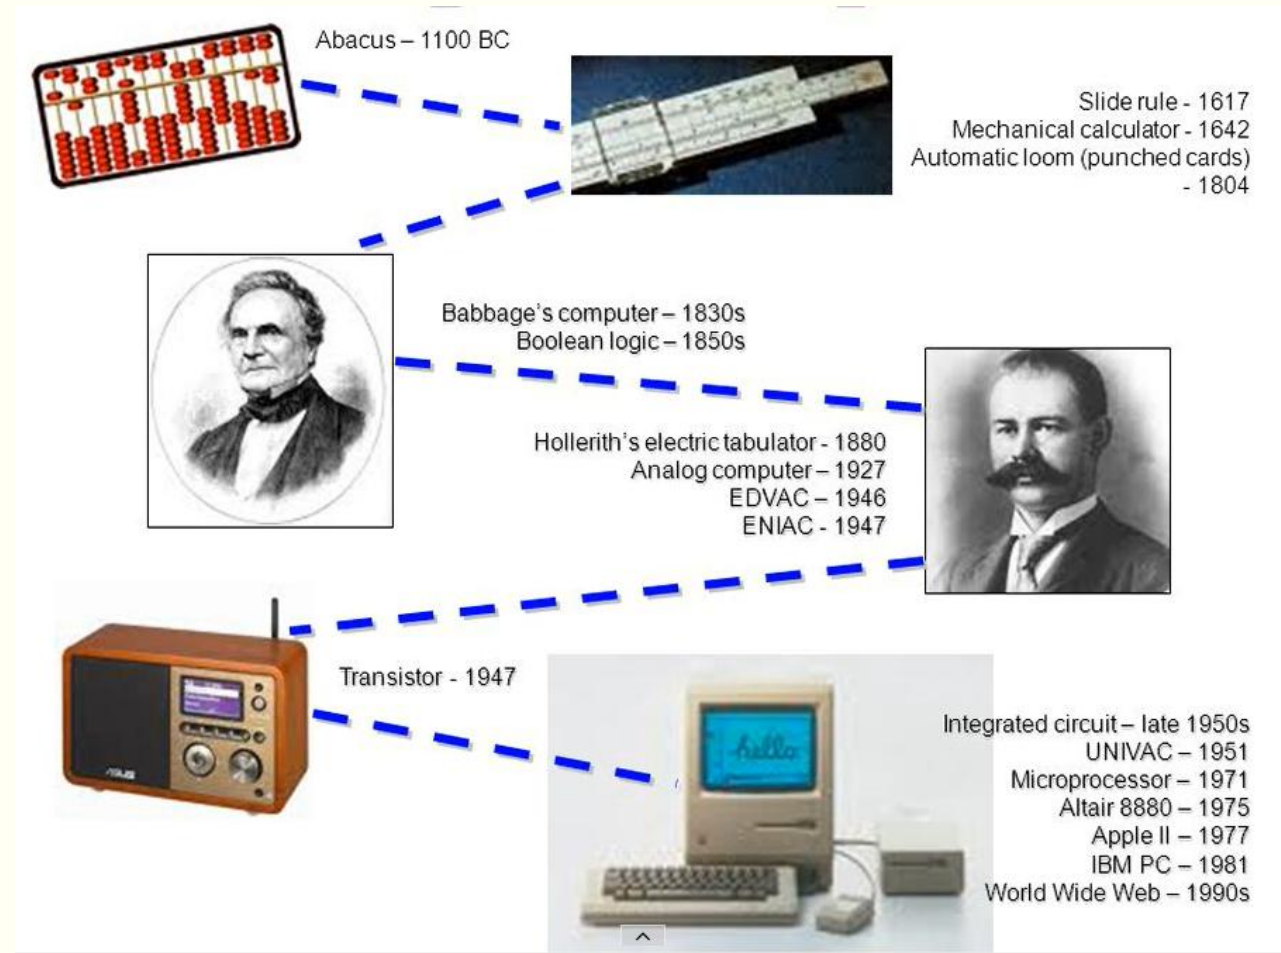 Abacus – 1100 BC
Slide rule - 1617
Mechanical calculator - 1642
Automatic loom (punched cards)
- 1804
Babbage's computer – 1830s
Boolean logic – 1850s
Hollerith's electric tabulator - 1880
Analog computer – 1927
EDVAC – 1946
ENIAC - 1947
Transistor - 1947
ASUS
hello
Integrated circuit – late 1950s
UNIVAC – 1951
Microprocessor – 1971
Altair 8880 – 1975
Apple II – 1977
IBM PC – 1981
World Wide Web – 1990s